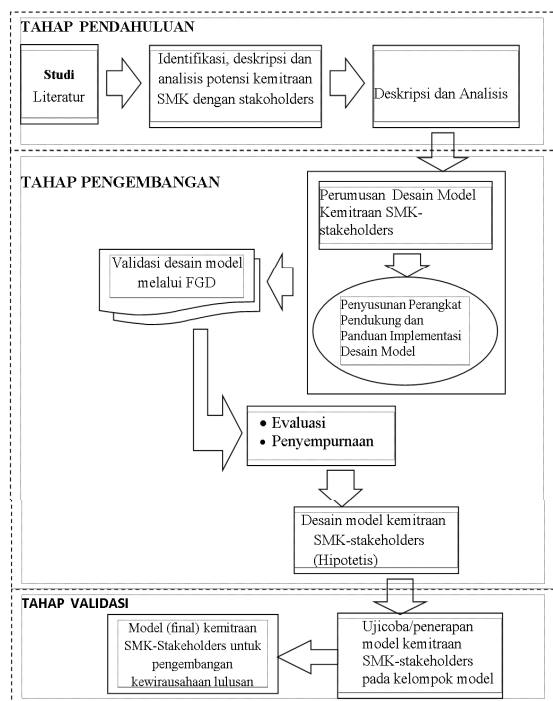 TAHAP PENDAHULUAN
Studi
Literatur
Identifikasi, deskripsi dan
analisis potensi kemitraan
SMK dengan stakoholders
Deskripsi dan Analisis
TAHAP PENGEMBANGAN
Perumusan Desain Model
Kemitraan SMK-
stakeholders
Validasi desain model
melalui FGD
Penyusunan Perangkat
Pendukung dan
Panduan Implementasi
Desain Model
• Evaluasi
• Penyempurnaan
Desain model kemitraan
SMK-stakeholders
(Hipotetis)
TAHAP VALIDASI
Model (final) kemitraan
SMK-Stakeholders untuk
pengembangan
kewirausahaan lulusan
Ujicoba/penerapan
model kemitraan
SMK-stakeholders
pada kelompok model